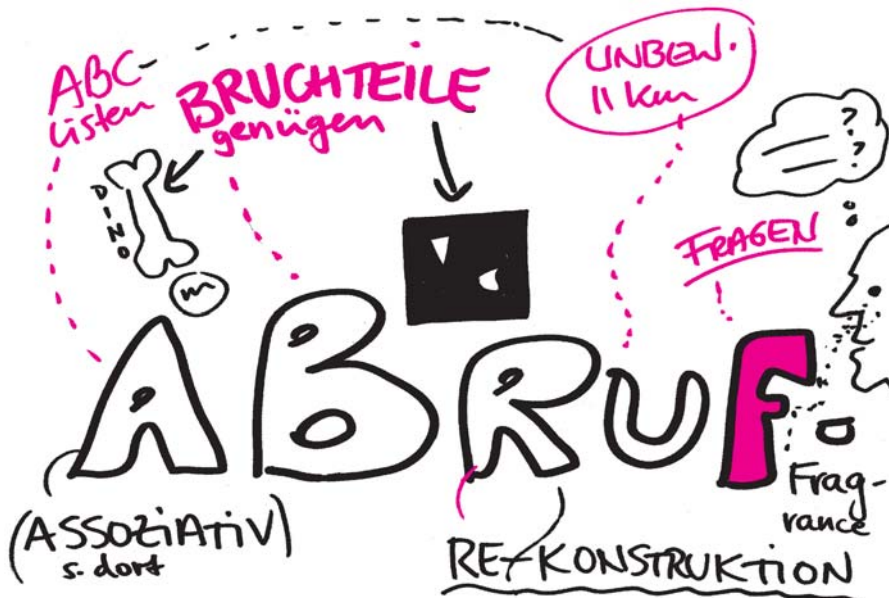 ABC-
Listen
BRUCHTEILE
genügen
UNBEW.
11 km
? ? ?
DINO
m
FRAGEN
ABRUF
(ASSOZiATiV)
s. dort
Frag-
rance
RE-KONSTRUKTiON